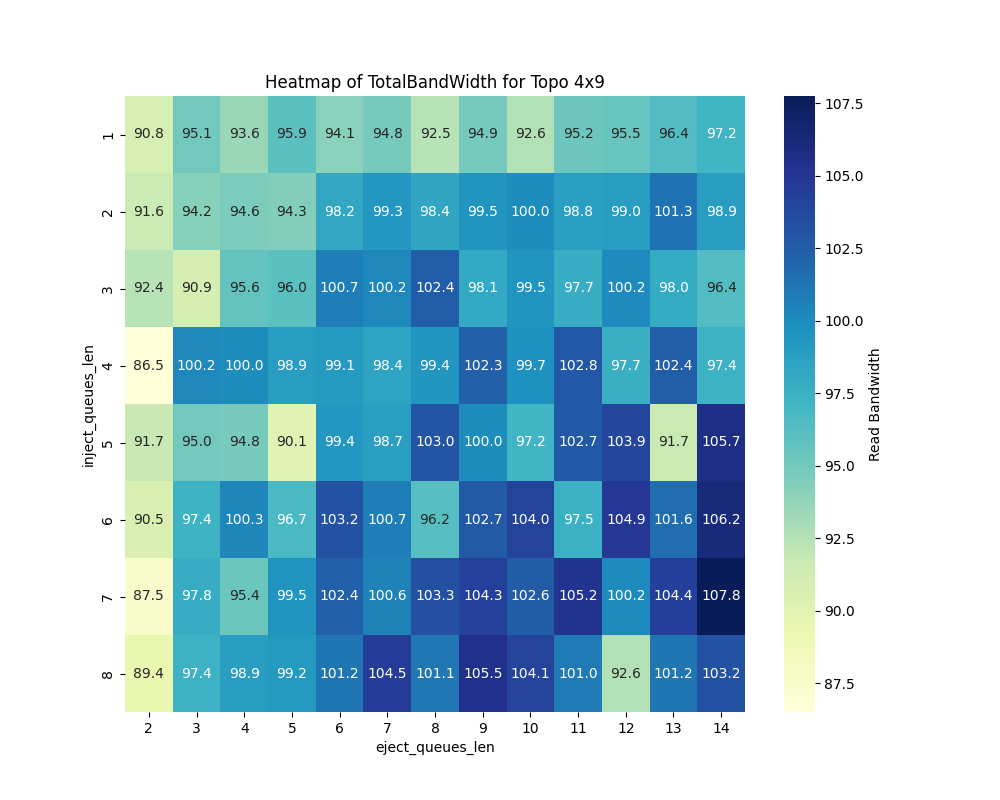 Heatmap of TotalBandWidth for Topo 4x9
1 90.8 95.1 93.6 95.9 94.1 94.8 92.5 94.9 92.6 95.2 95.5 96.4 97.2
2 91.6 94.2 94.6 94.3 98.2 99.3 98.4 99.5 100.0 98.8 99.0 101.3 98.9
3 92.4 90.9 95.6 96.0 100.7 100.2 102.4 98.1 99.5 97.7 100.2 98.0 96.4
4 86.5 100.2 100.0 98.9 99.1 98.4 99.4 102.3 99.7 102.8 97.7 102.4 97.4
5 91.7 95.0 94.8 90.1 99.4 98.7 103.0 100.0 97.2 102.7 103.9 91.7 105.7
6 90.5 97.4 100.3 96.7 103.2 100.7 96.2 102.7 104.0 97.5 104.9 101.6 106.2
7 87.5 97.8 95.4 99.5 102.4 100.6 103.3 104.3 102.6 105.2 100.2 104.4 107.8
8 89.4 97.4 98.9 99.2 101.2 104.5 101.1 105.5 104.1 101.0 92.6 101.2 103.2
2 3 4 5 6 7 8 9 10 11 12 13 14
eject_queues_len
inject_queues_len
107.5
105.0
102.5
100.0
97.5
95.0
92.5
90.0
87.5
Read Bandwidth